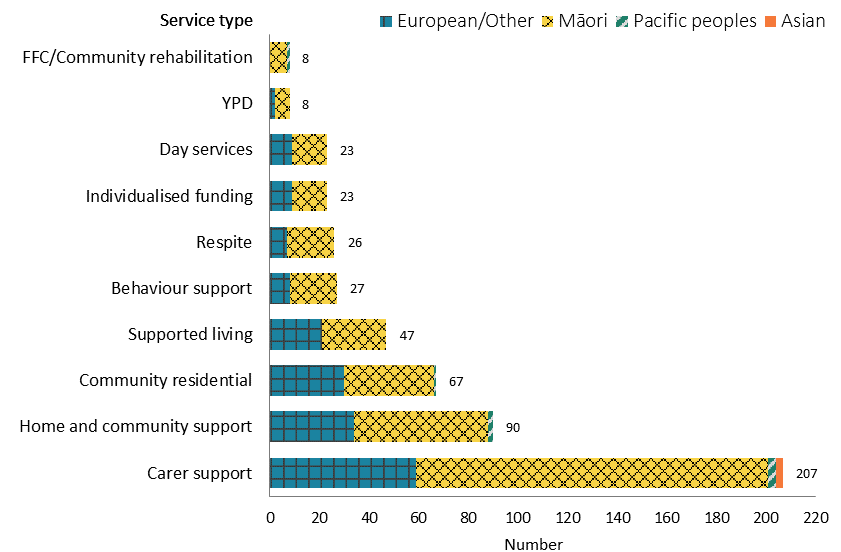 Service type
European/Other Māori Pacific peoples Asian
FFC/Community rehabilitation 8
YPD 8
Day services 23
Individualised funding 23
Respite 26
Behaviour support 27
Supported living 47
Community residential 67
Home and community support 90
Carer support 207
0 20 40 60 80 100 120 140 160 180 200 220
Number